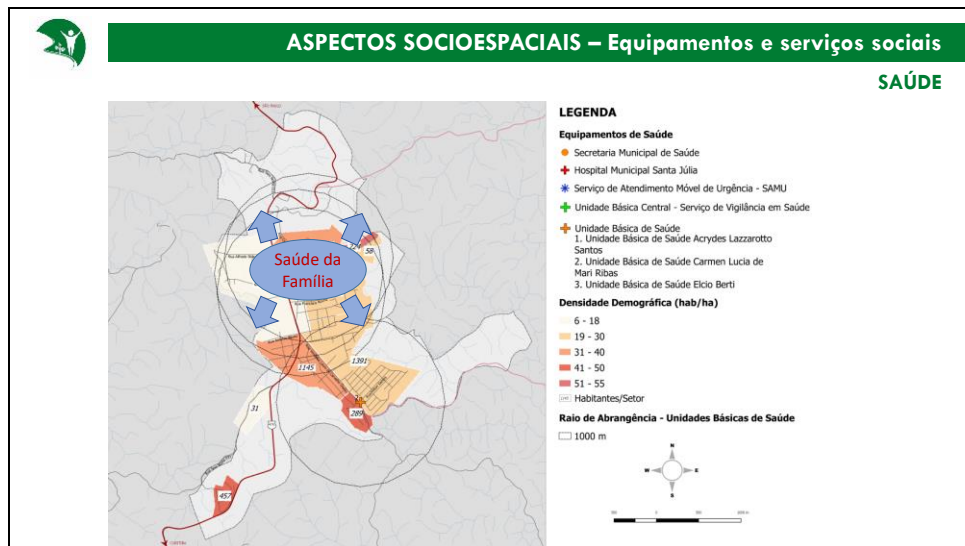 ASPECTOS SOCIOESPACIAIS – Equipamentos e serviços sociais
SAÚDE
Saúde da
Família
58
1145
1391
289
31
457
LEGENDA
Equipamentos de Saúde
Secretaria Municipal de Saúde
Hospital Municipal Santa Júlia
Serviço de Atendimento Móvel de Urgência - SAMU
Unidade Básica Central - Serviço de Vigilância em Saúde
Unidade Básica de Saúde
1. Unidade Básica de Saúde Acrydes Lazzarotto
Santos
2. Unidade Básica de Saúde Carmen Lucia de
Mari Ribas
3. Unidade Básica de Saúde Elcio Berti
Densidade Demográfica (hab/ha)
6 - 18
19 - 30
31 - 40
41 - 50
51 - 55
Habitantes/Setor
Raio de Abrangência - Unidades Básicas de Saúde
1000 m
N
W
E
S